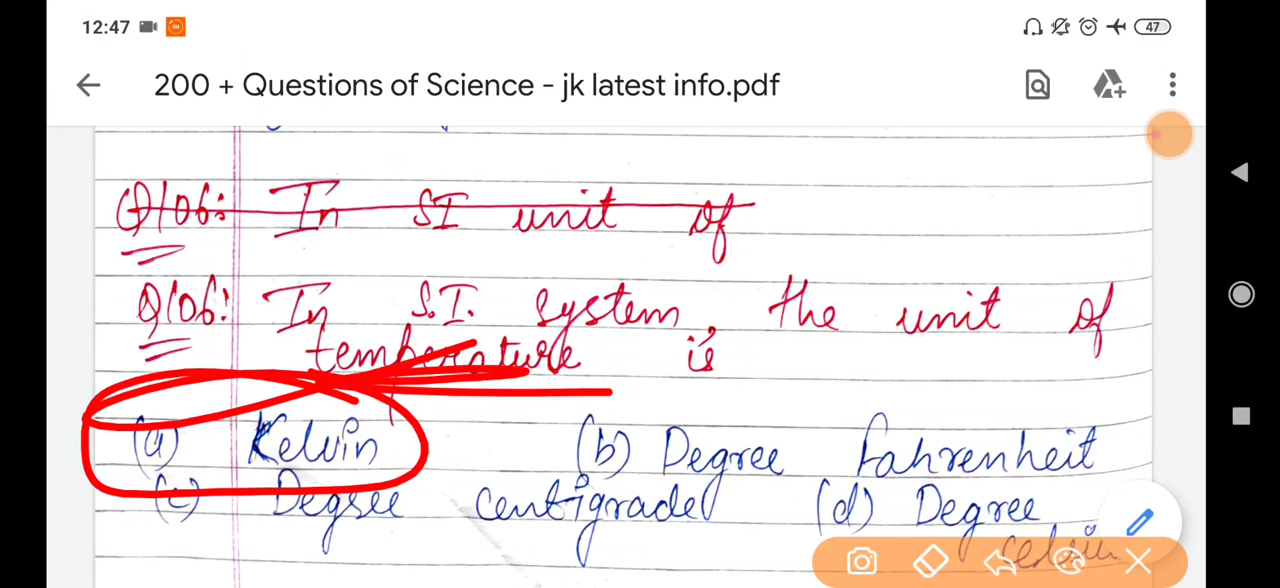 12:47 47
200 + Questions of Science - jk latest info.pdf
Q106: In SI unit of
Q106: In S.I. system, the unit of
temperature is
(a) Kelvin (b) Degree Fahrenheit
(c) Degree centigrade (d) Degree